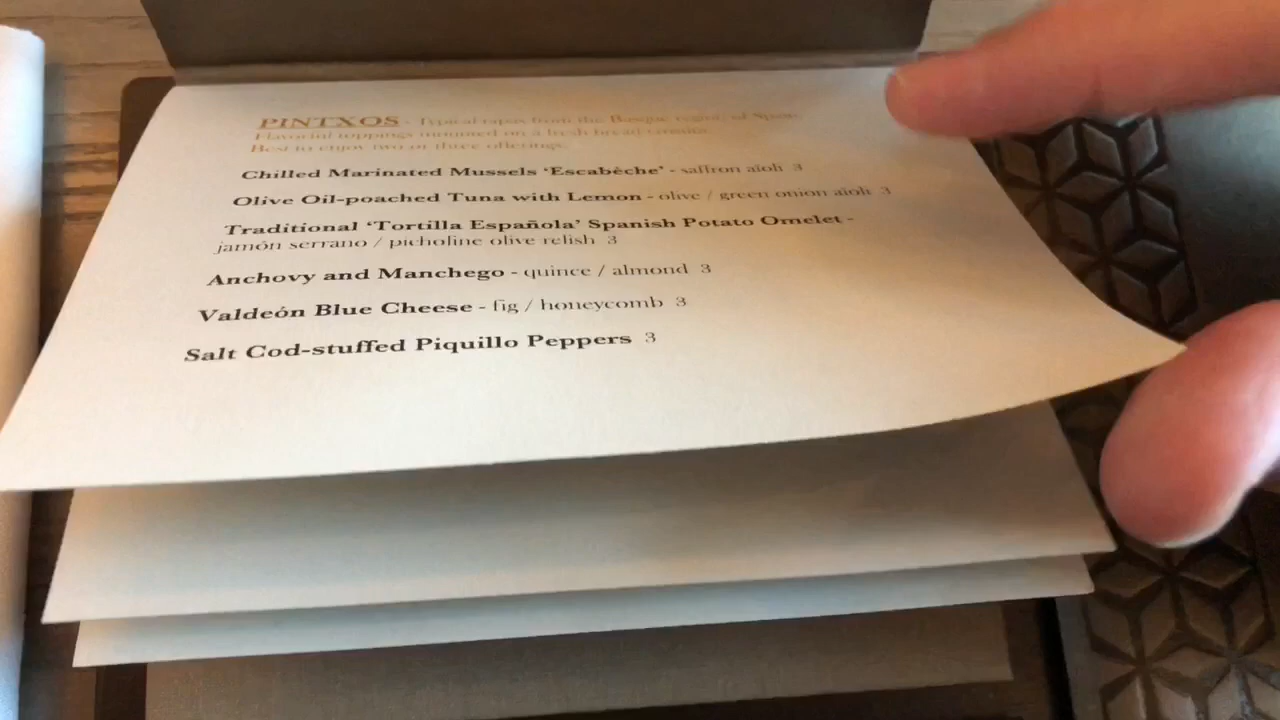 PINTXOS - Typical tapas from the Basque region of Spain.
Flavorful toppings mounted on a fresh bread crostia
Best to enjoy two or three offerings.
Chilled Marinated Mussels ‘Escabèche’ - saffron aïoli 3
Olive Oil-poached Tuna with Lemon - olive / green onion aïoli 3
Traditional ‘Tortilla Española’ Spanish Potato Omelet -
jamón serrano / picholine olive relish 3
Anchovy and Manchego - quince / almond 3
Valdeón Blue Cheese - fig / honeycomb 3
Salt Cod-stuffed Piquillo Peppers 3